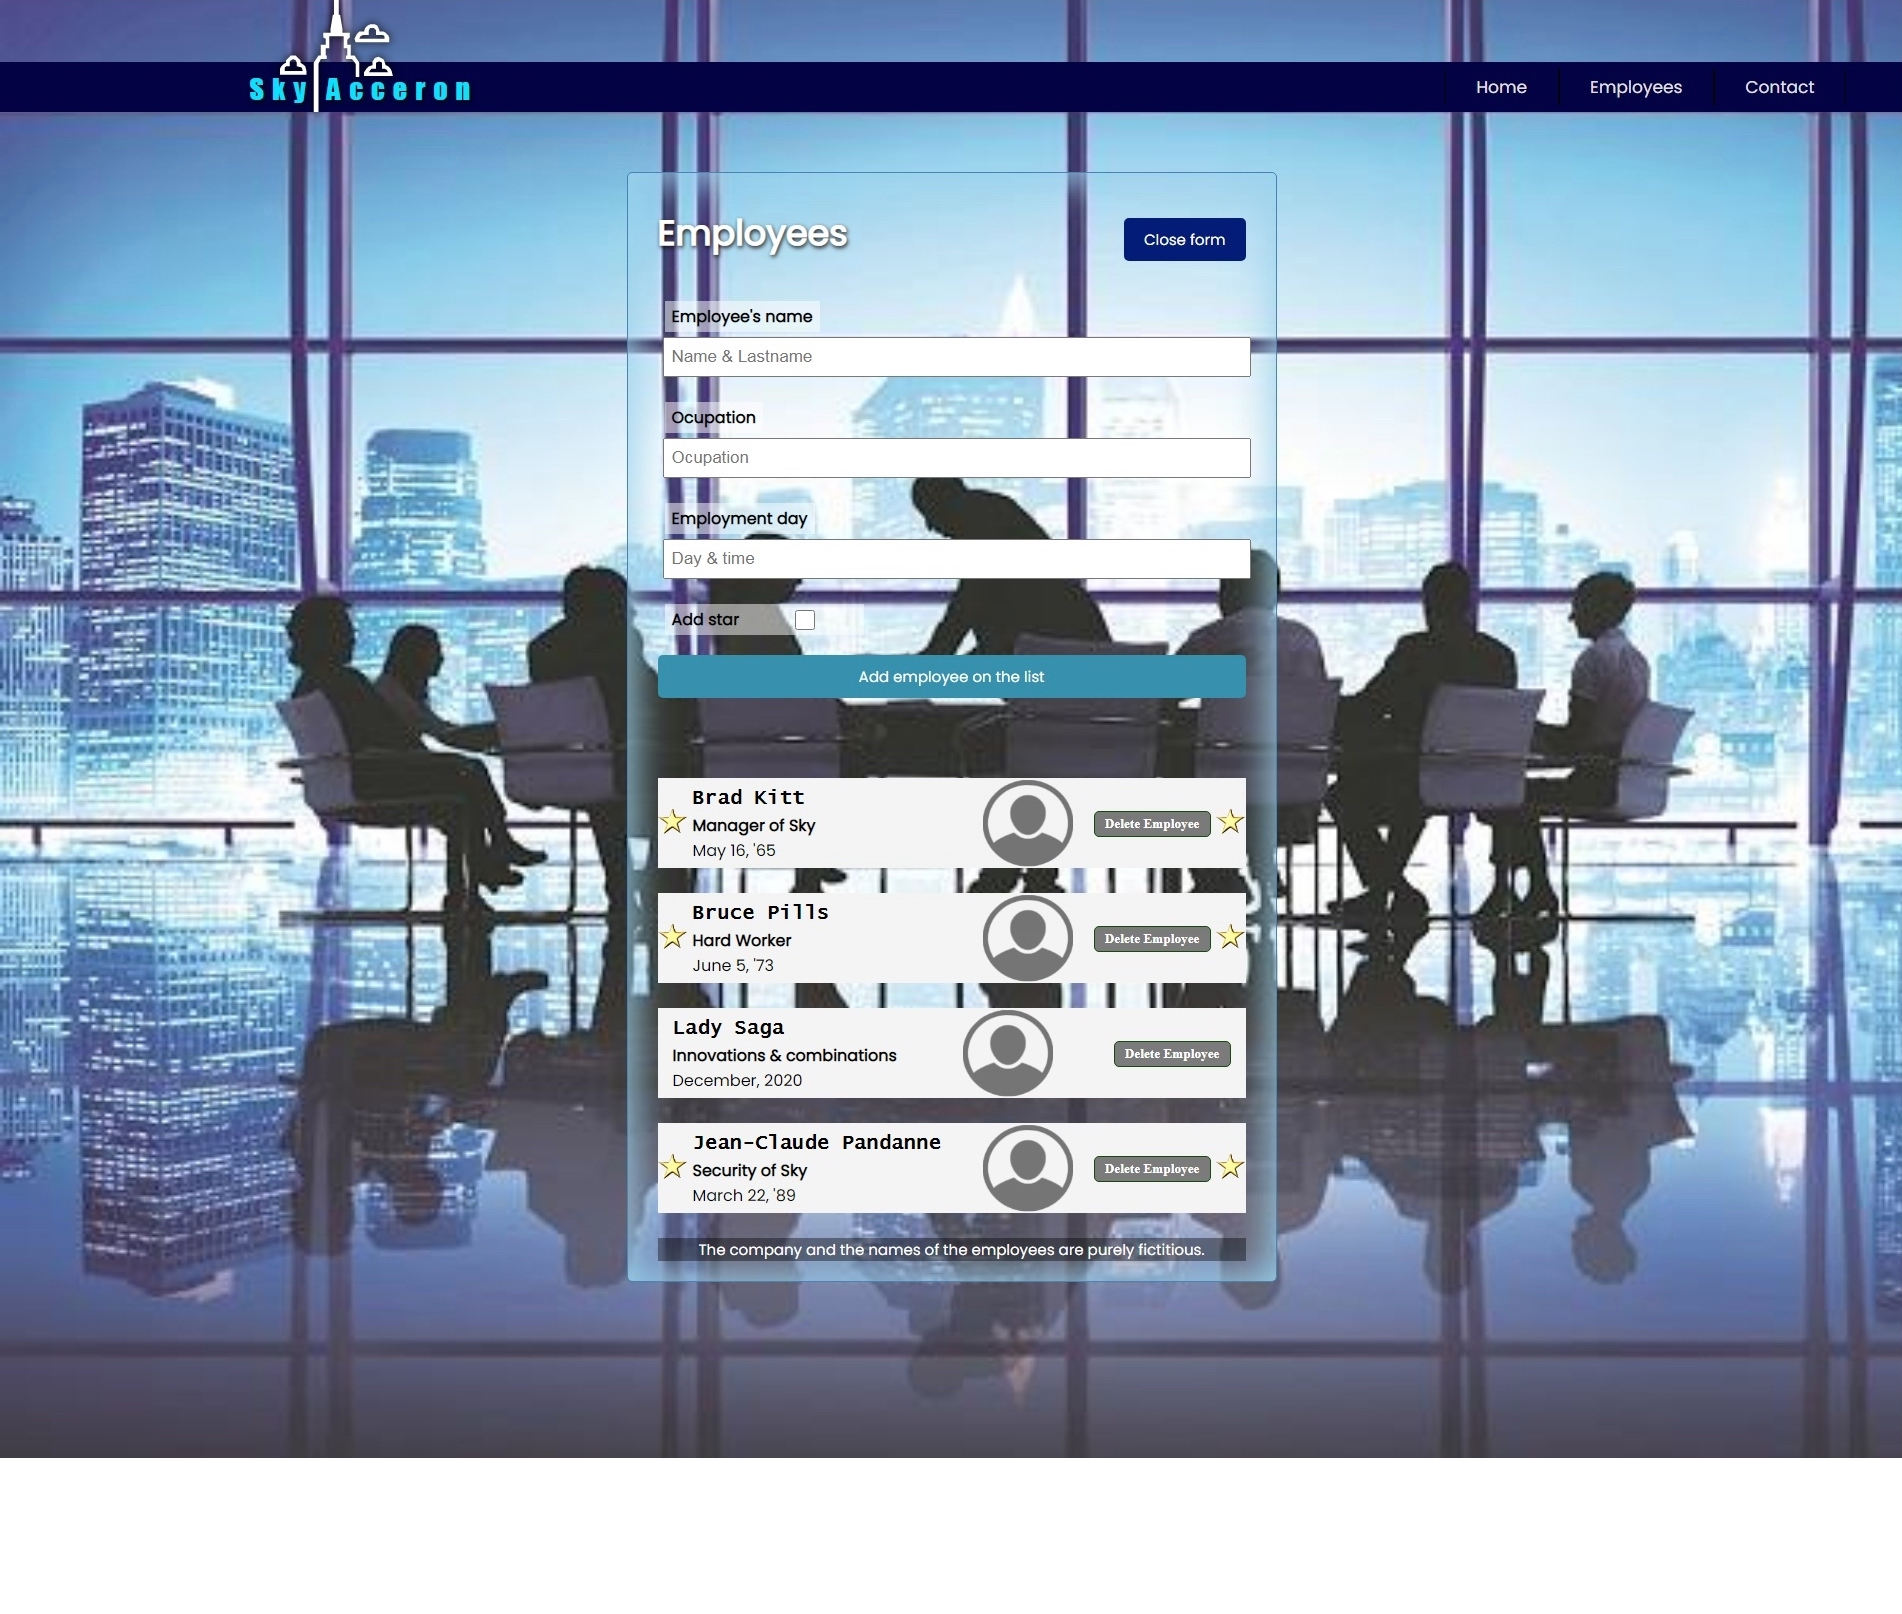 Sky Acceron
Home Employees Contact
Employees
Close form
Employee's name
Name & Lastname
Ocupation
Ocupation
Employment day
Day & time
Add star
Add employee on the list
Brad Kitt
Manager of Sky
May 16, '65
Delete Employee
Bruce Pills
Hard Worker
June 5, '73
Delete Employee
Lady Saga
Innovations & combinations
December, 2020
Delete Employee
Jean-Claude Pandanne
Security of Sky
March 22, '89
Delete Employee
The company and the names of the employees are purely fictitious.